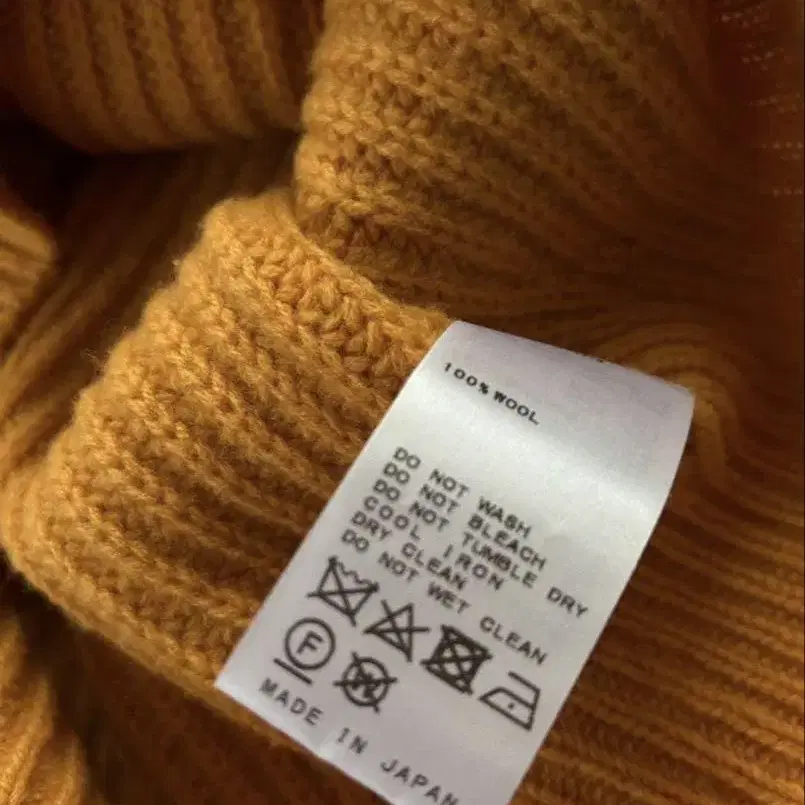 100% WOOL
DO NOT WASH
DO NOT BLEACH
DO NOT TUMBLE DRY
COOL IRON
DRY CLEAN
DO NOT WET CLEAN
F
W
MADE IN JAPAN